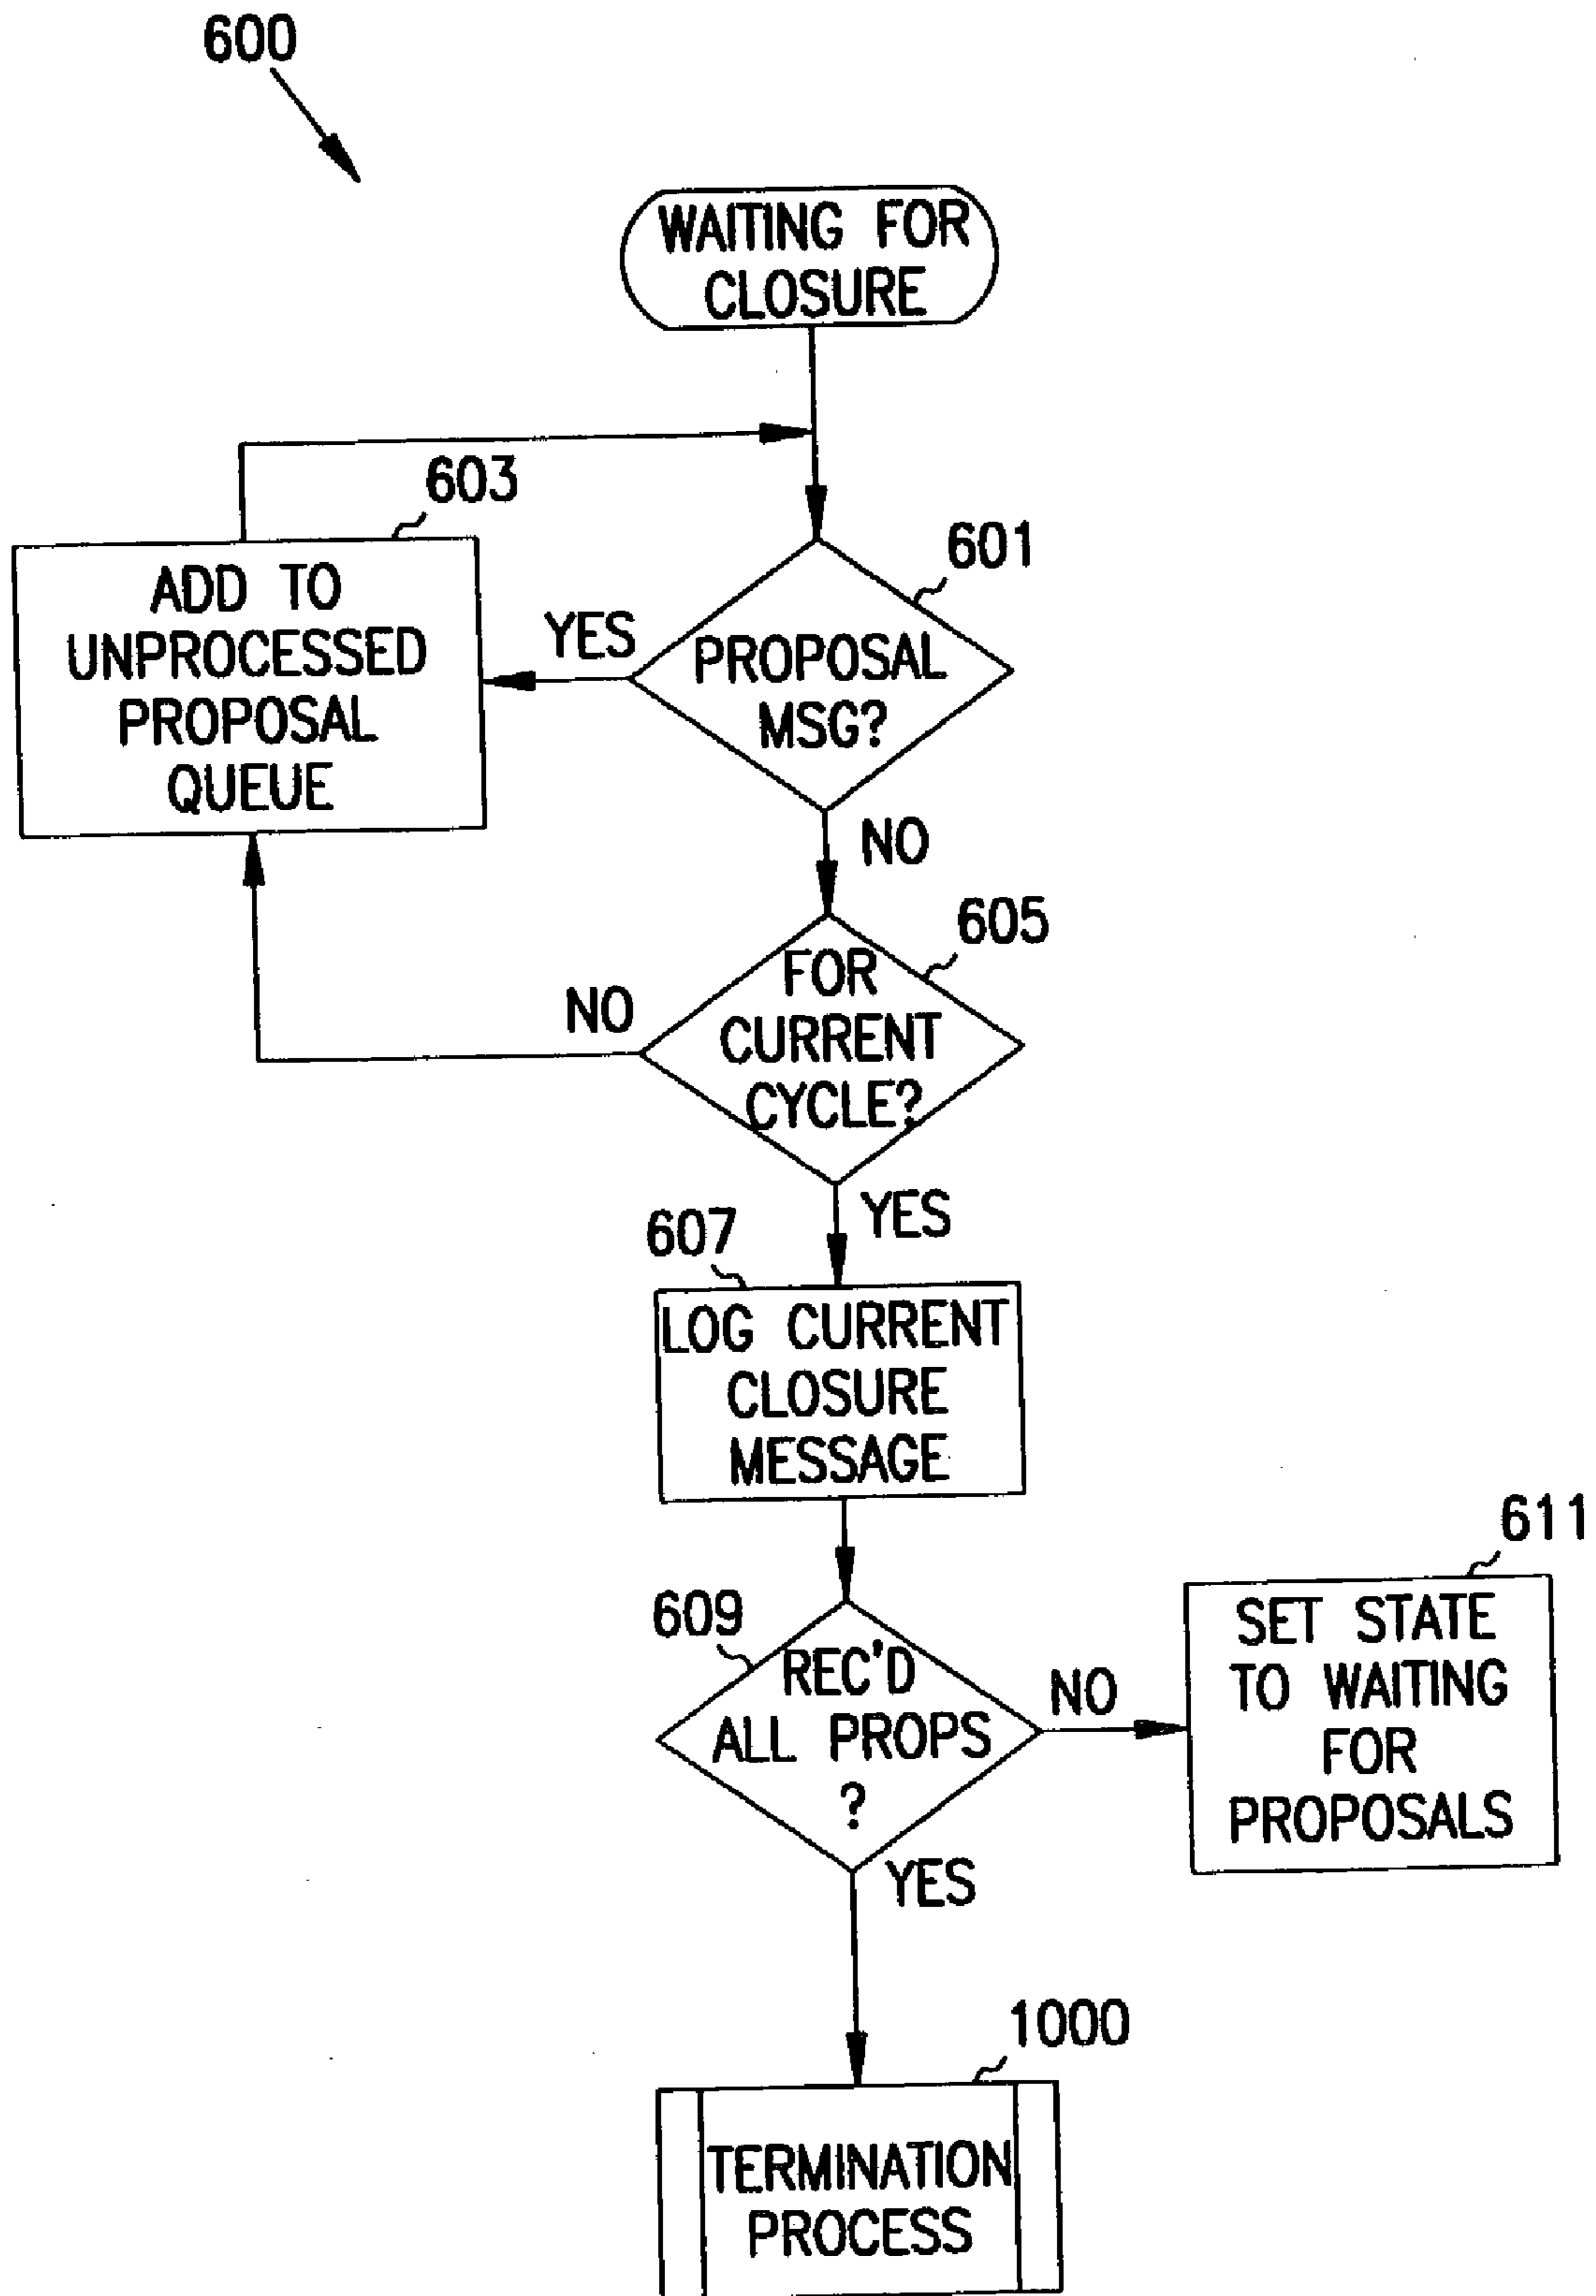 600
WAITING FOR
CLOSURE
603
ADD TO
UNPROCESSED
PROPOSAL
QUEUE
YES
601
PROPOSAL
MSG?
NO
605
FOR
CURRENT
CYCLE?
NO
YES
607
LOG CURRENT
CLOSURE
MESSAGE
609
REC'D
ALL PROPS
?
NO
611
SET STATE
TO WAITING
FOR
PROPOSALS
YES
1000
TERMINATION
PROCESS